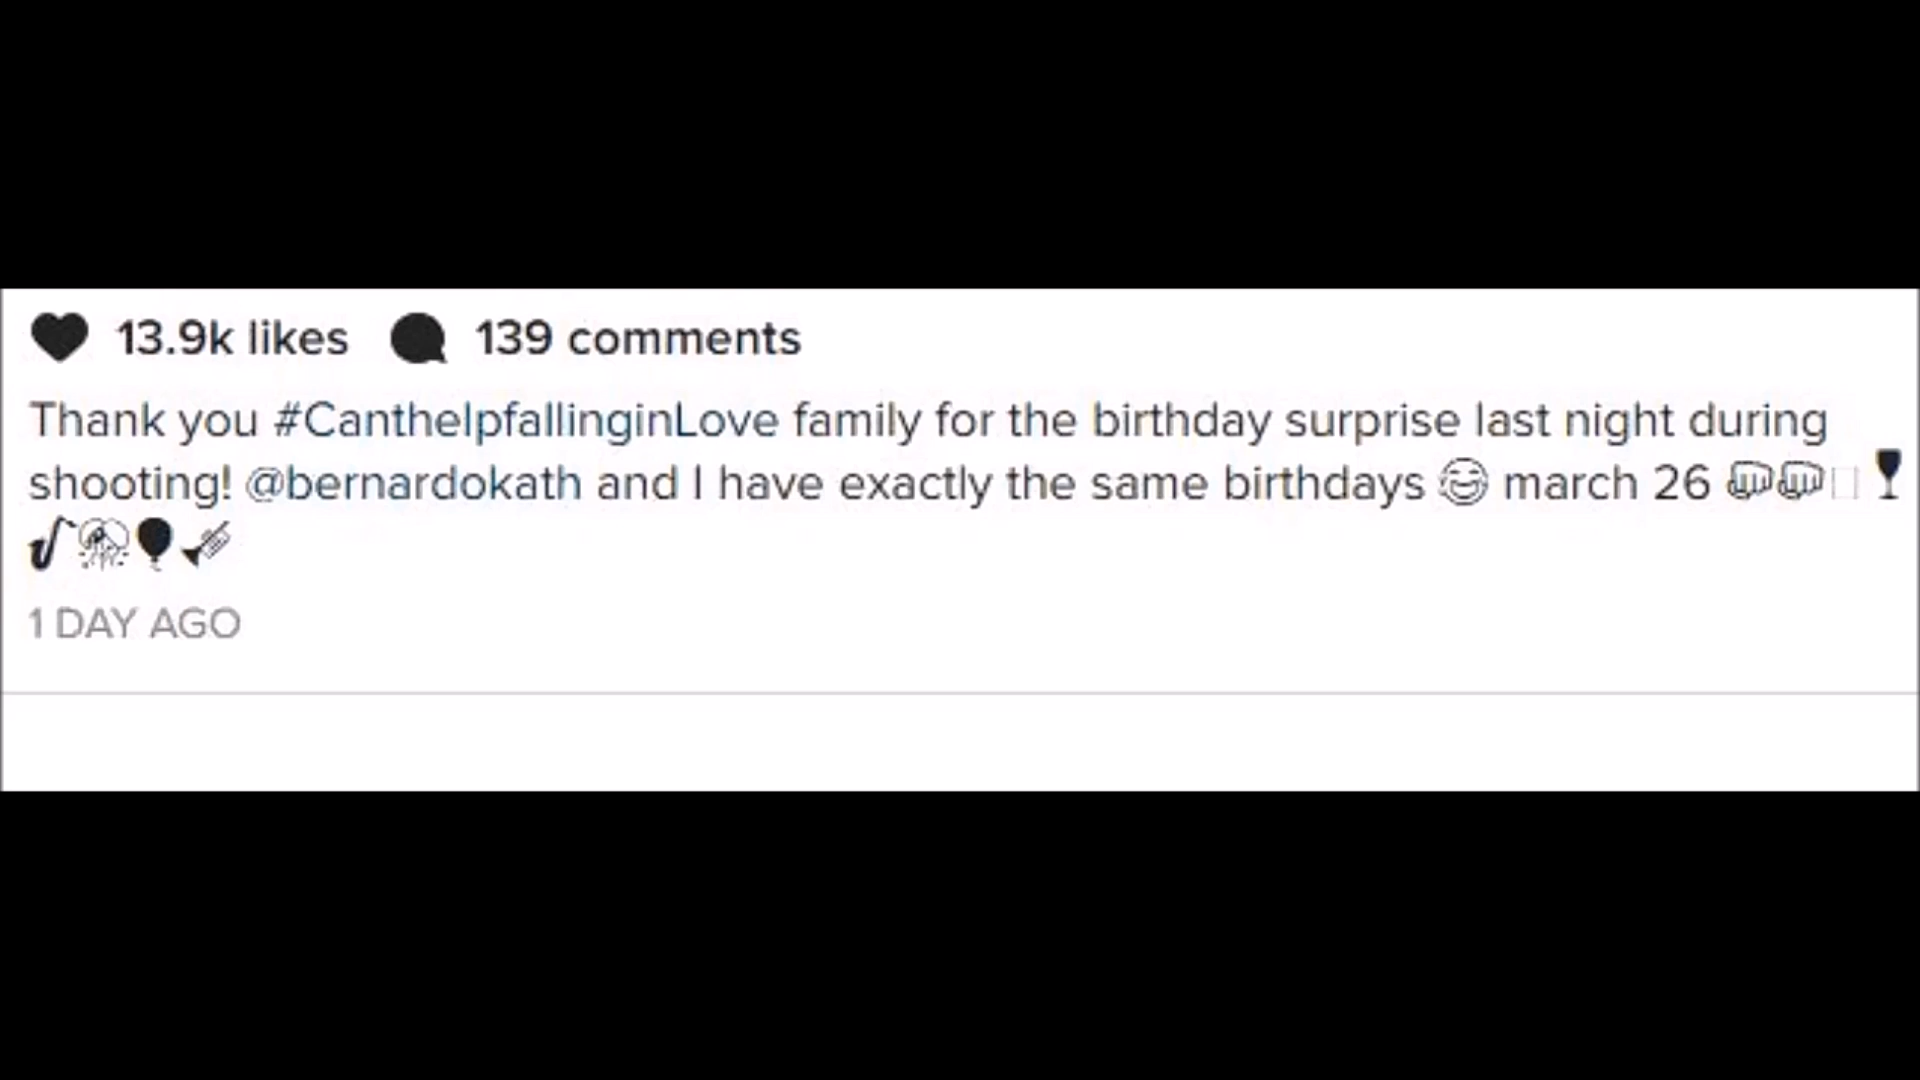 13.9k likes 139 comments
Thank you #CanthelpfallinginLove family for the birthday surprise last night during
shooting! @bernardokath and I have exactly the same birthdays 😂 march 26 👊👊 🍷
🎷🎊🎈🎺
1 DAY AGO